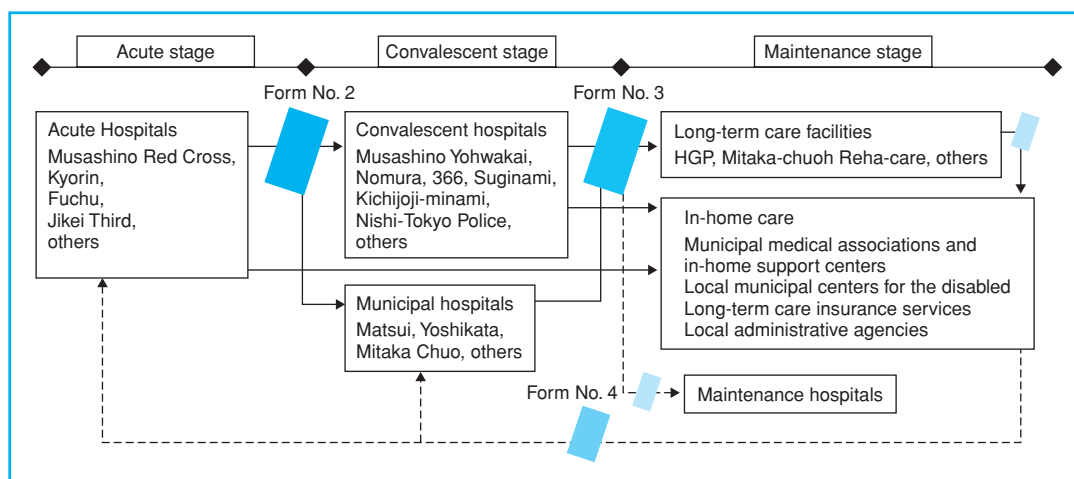 Acute stage
Convalescent stage
Maintenance stage
Form No. 2
Form No. 3
Acute Hospitals
Musashino Red Cross,
Kyorin,
Fuchu,
Jikei Third,
others
Convalescent hospitals
Musashino Yohwakai,
Nomura, 366, Suginami,
Kichijoji-minami,
Nishi-Tokyo Police,
others
Long-term care facilities
HGP, Mitaka-chuoh Reha-care, others
In-home care
Municipal medical associations and
in-home support centers
Local municipal centers for the disabled
Long-term care insurance services
Local administrative agencies
Municipal hospitals
Matsui, Yoshikata,
Mitaka Chuo, others
Form No. 4
Maintenance hospitals